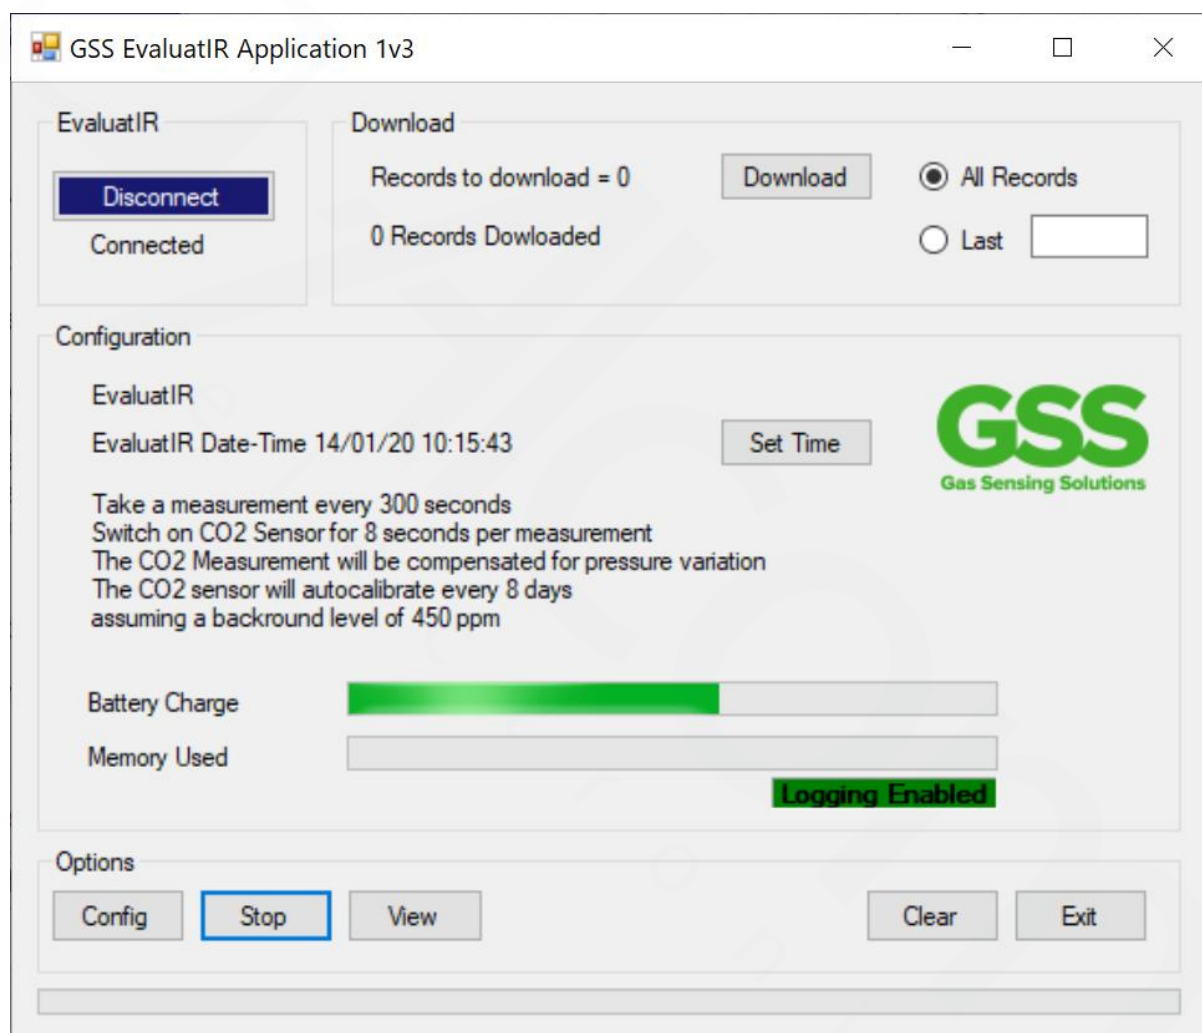 GSS EvaluatIR Application 1v3
EvaluatIR
Disconnect
Connected
Download
Records to download = 0
Download
All Records
0 Records Dowloaded
Last
Configuration
EvaluatIR
EvaluatIR Date-Time 14/01/20 10:15:43
Set Time
GSS
Gas Sensing Solutions
Take a measurement every 300 seconds
Switch on CO2 Sensor for 8 seconds per measurement
The CO2 Measurement will be compensated for pressure variation
The CO2 sensor will autocalibrate every 8 days
assuming a backround level of 450 ppm
Battery Charge
Memory Used
Logging Enabled
Options
Config
Stop
View
Clear
Exit